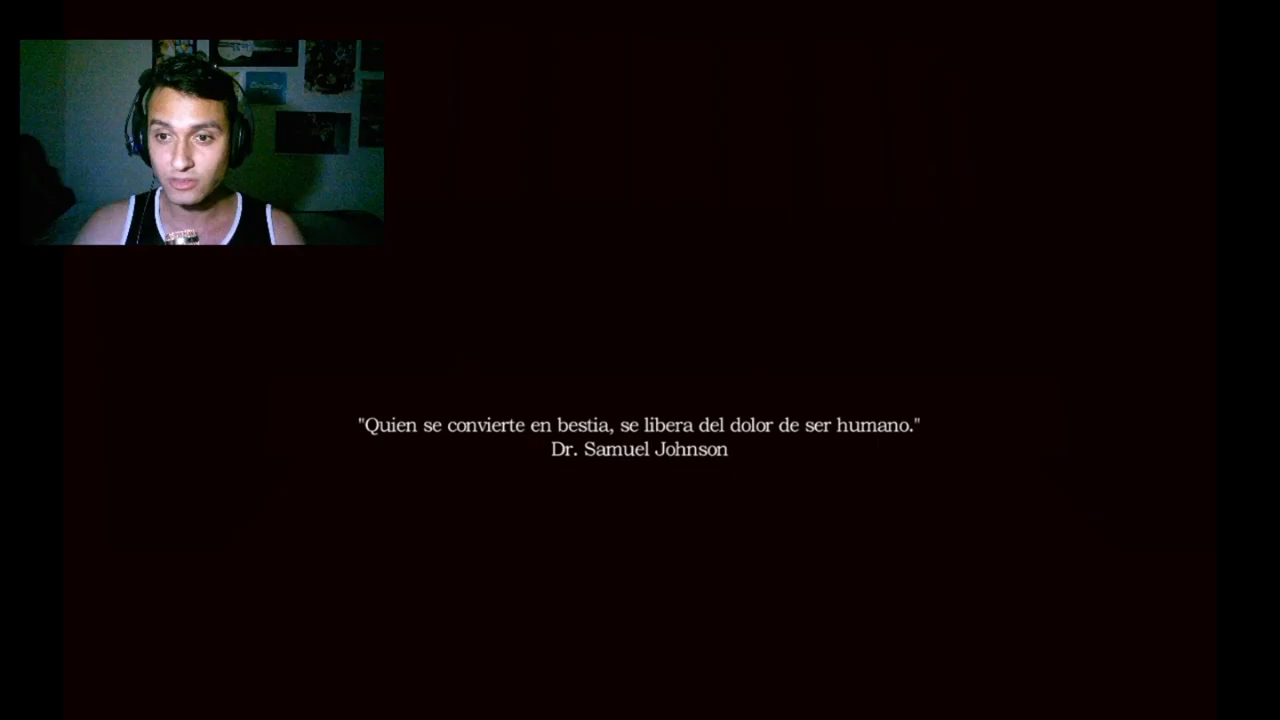 "Quien se convierte en bestia, se libera del dolor de ser humano."
Dr. Samuel Johnson